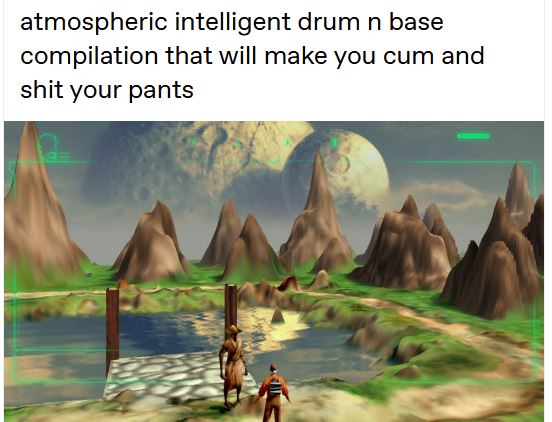 atmospheric intelligent drum n base
compilation that will make you cum and
shit your pants